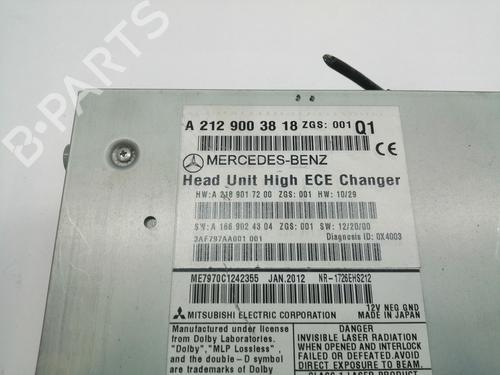 B-PARTS
A 212 900 38 18 ZGS: 001 Q1
MERCEDES-BENZ
CE
Head Unit High ECE Changer
HW: A 218 901 72 00 ZGS: 001 HW: 10/29
SW: A 166 902 43 04 ZGS: 001 SW: 12/20/00
3AF797AA001 001 Diagnosis ID: 0X4003
ME7970C1242355 JAN.2012 NR-1726EHS212
MITSUBISHI ELECTRIC CORPORATION
12V NEG GND
MADE IN JAPAN
Manufactured under license
from Dolby Laboratories.
"Dolby","MLP Lossless",
and the double-D symbol
are trademarks of Dolby
DANGER
INVISIBLE LASER RADIATION
WHEN OPENED AND INTERLOCK
FAILED OR DEFEATED.AVOID
DIRECT EXPOSURE TO BEAM.